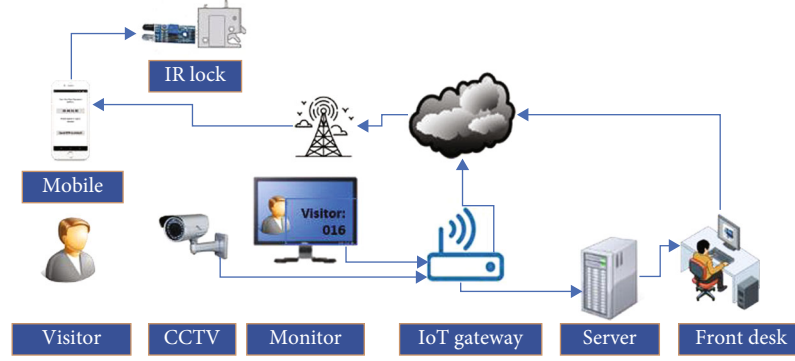 IR lock
Mobile
Visitor:
016
Visitor
CCTV
Monitor
IoT gateway
Server
Front desk